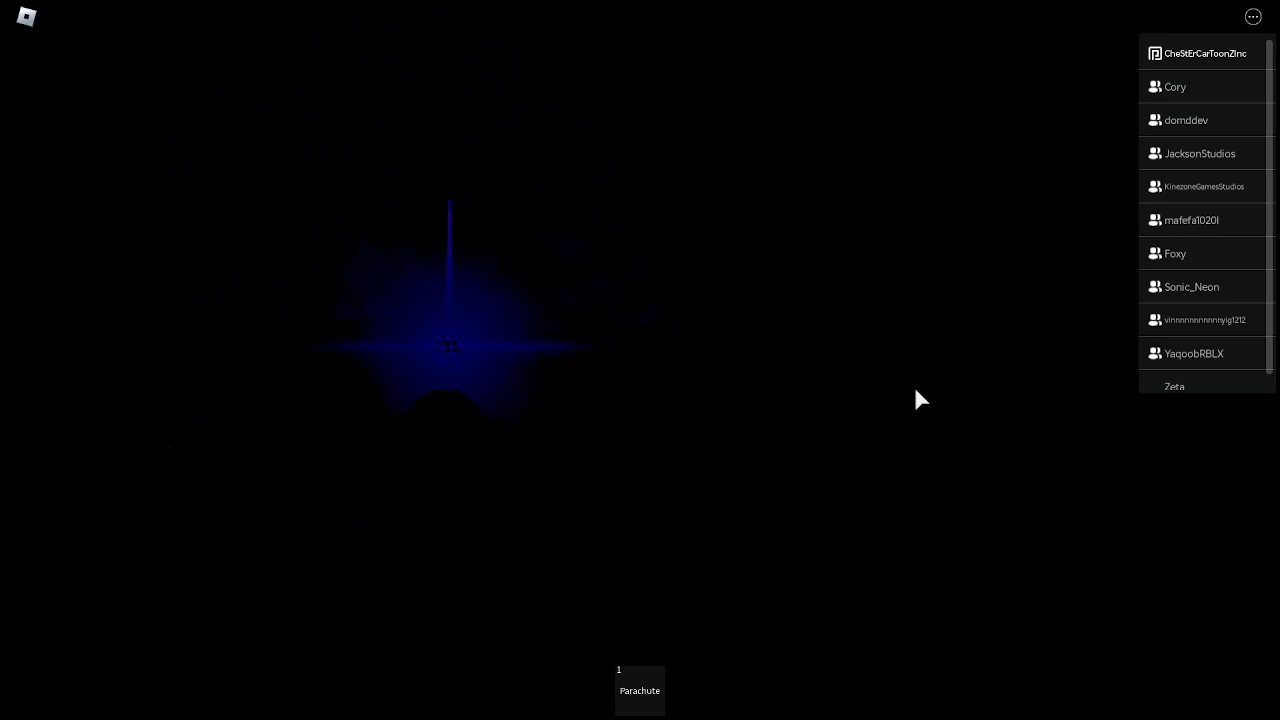 CheStErCarToonZInc
Cory
domddev
JacksonStudios
KinezoneGamesStudios
mafefa1020l
Foxy
Sonic_Neon
YaqoobRBLX
Zeta
1
Parachute